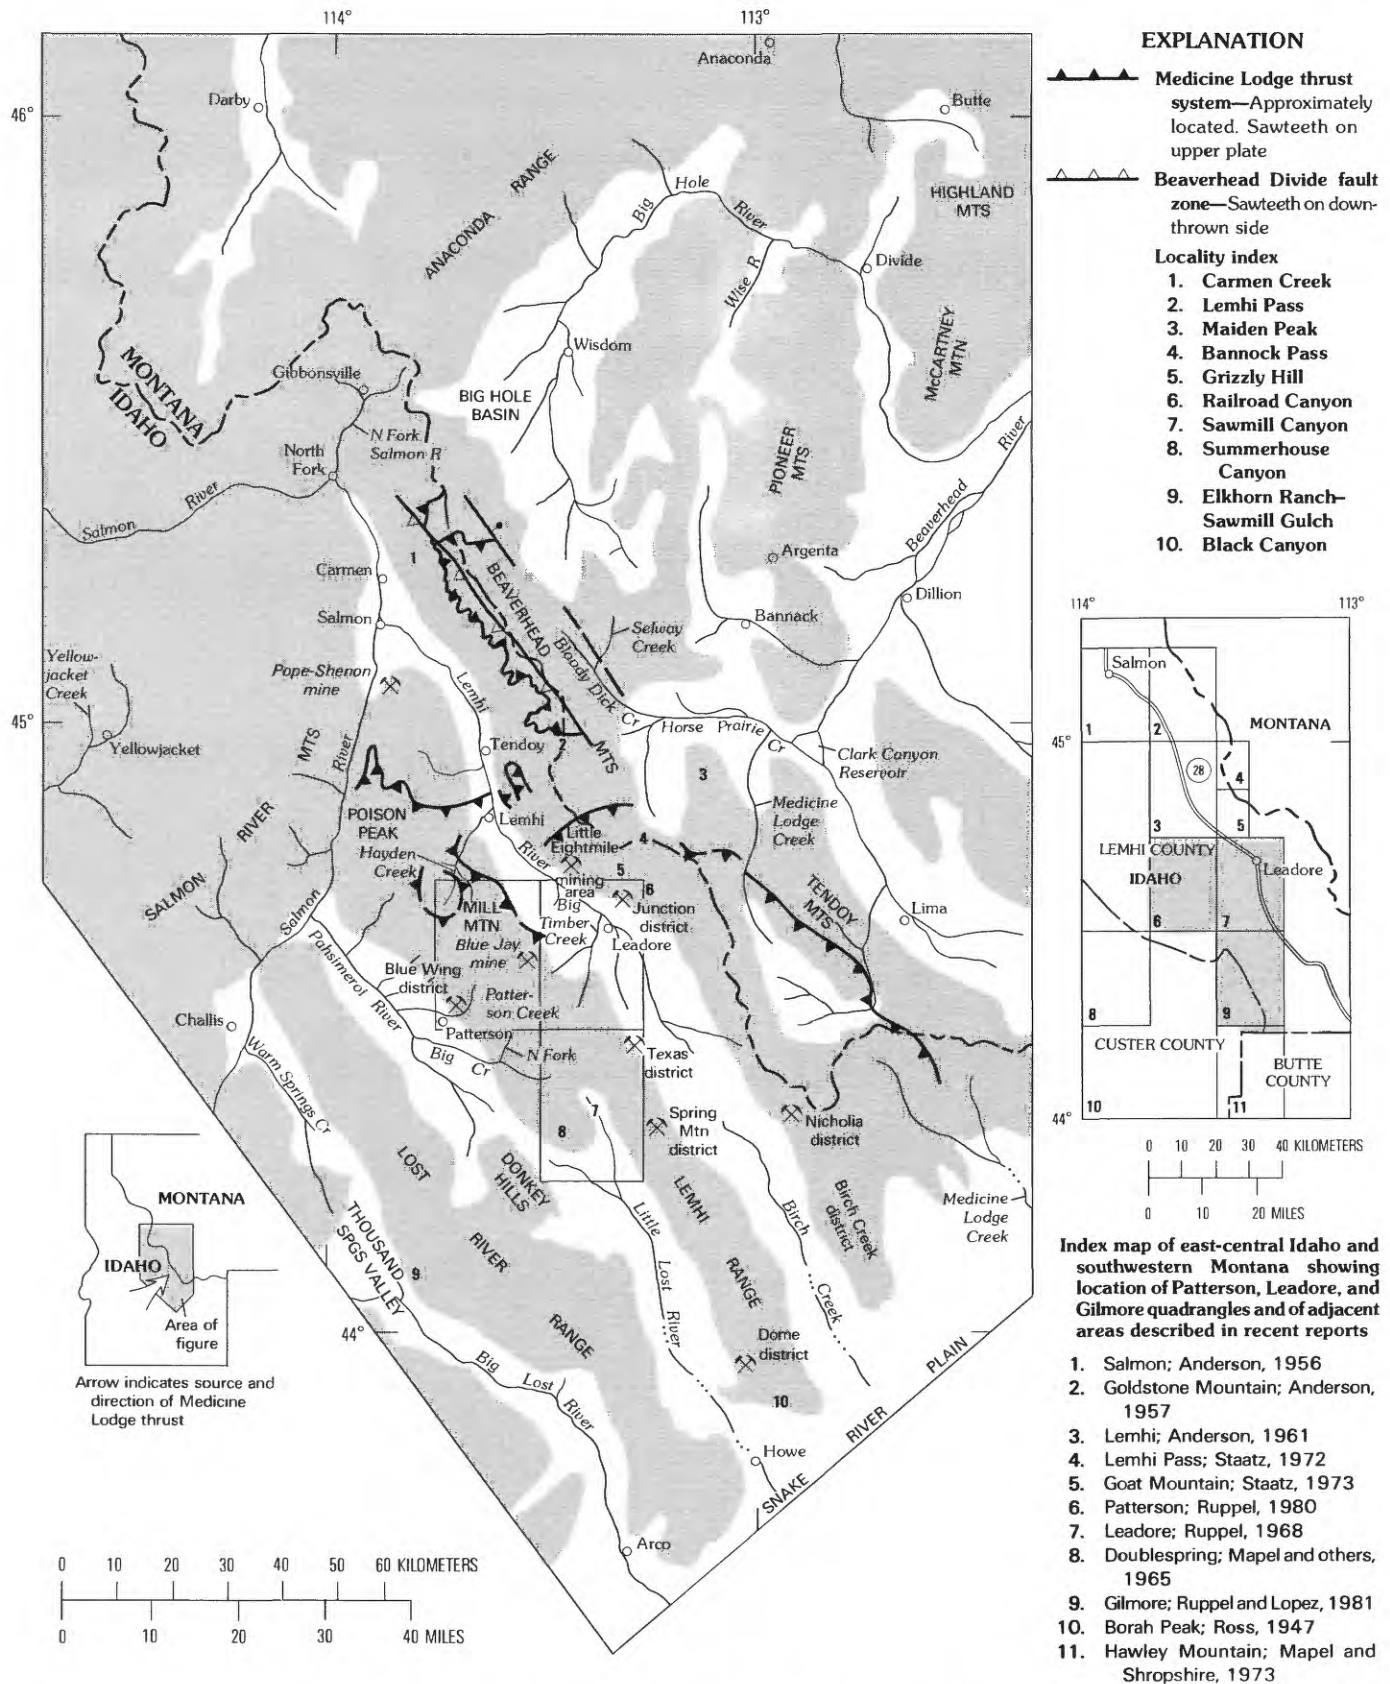 114°
113°
Anaconda
Darby
46°
Butte
ANACONDA RANGE
Big Hole River
HIGHLAND
MTS
Divide
Wise R
Wisdom
MONTANA
IDAHO
Gibbonsville
BIG HOLE
BASIN
McCARTNEY
MTN
N Fork
Salmon R
North
Fork
PIONEER
MTS
Salmon River
Beaverhead River
Argenta
1
Carmen
BEAVERHEAD MTS
Dillion
Salmon
Bannack
Selway
Creek
Bloody Dick Cr
Yellow-
jacket
Creek
Pope-Shenon
mine
Lemhi River
45°
Horse Prairie Cr
Yellowjacket
2
Tendoy
Clark Canyon
Reservoir
3
SALMON RIVER MTS
River
Medicine
Lodge
Creek
POISON
PEAK
Lemhi
Little
Eightmile
mining
area
4
Hayden
Creek
5
6
TENDOY
MTS
Big
Timber
Creek
Junction
district
MILL
MTN
Lima
Salmon
Blue Jay
mine
Leadore
Pahsimeroi River
Blue Wing
district
Patter-
son Creek
Challis
Patterson
Big Cr
N Fork
Texas
district
Warm Springs Cr
7
8
Spring
Mtn
district
Nicholia
district
LOST RIVER RANGE
DONKEY
HILLS
LEMHI RANGE
Birch Creek
district
Medicine
Lodge
Creek
Little Lost River
Birch Creek
THOUSAND
SPGS VALLEY
9
44°
Dome
district
10
Big Lost River
Howe
SNAKE RIVER PLAIN
Arco
MONTANA
IDAHO
Area of
figure
Arrow indicates source and
direction of Medicine
Lodge thrust
0 10 20 30 40 50 60 KILOMETERS
0 10 20 30 40 MILES
EXPLANATION
Medicine Lodge thrust
system—Approximately
located. Sawteeth on
upper plate
Beaverhead Divide fault
zone—Sawteeth on down-
thrown side
Locality index
1. Carmen Creek
2. Lemhi Pass
3. Maiden Peak
4. Bannock Pass
5. Grizzly Hill
6. Railroad Canyon
7. Sawmill Canyon
8. Summerhouse
Canyon
9. Elkhorn Ranch–
Sawmill Gulch
10. Black Canyon
114°
113°
Salmon
MONTANA
1
2
45°
28
4
3
5
LEMHI COUNTY
IDAHO
Leadore
6
7
8
9
CUSTER COUNTY
BUTTE
COUNTY
10
11
44°
0 10 20 30 40 KILOMETERS
0 10 20 MILES
Index map of east-central Idaho and
southwestern Montana showing
location of Patterson, Leadore, and
Gilmore quadrangles and of adjacent
areas described in recent reports
1. Salmon; Anderson, 1956
2. Goldstone Mountain; Anderson,
1957
3. Lemhi; Anderson, 1961
4. Lemhi Pass; Staatz, 1972
5. Goat Mountain; Staatz, 1973
6. Patterson; Ruppel, 1980
7. Leadore; Ruppel, 1968
8. Doublespring; Mapel and others,
1965
9. Gilmore; Ruppel and Lopez, 1981
10. Borah Peak; Ross, 1947
11. Hawley Mountain; Mapel and
Shropshire, 1973